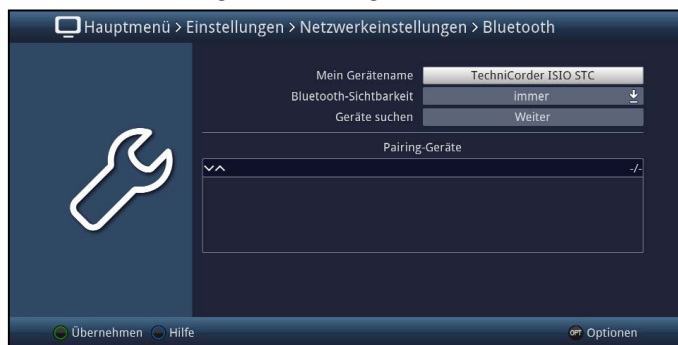 Hauptmenü > Einstellungen > Netzwerkeinstellungen > Bluetooth
Mein Gerätename TechniCorder ISIO STC
Bluetooth-Sichtbarkeit immer
Geräte suchen Weiter
Pairing-Geräte
-/-
Übernehmen Hilfe OPT Optionen